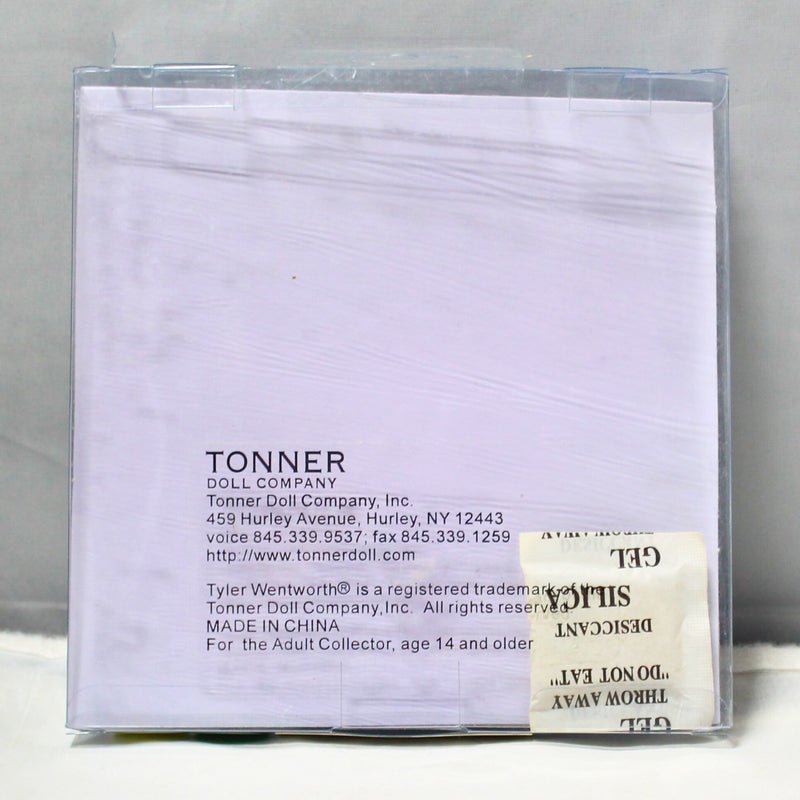 TONNER
DOLL COMPANY
Tonner Doll Company, Inc.
459 Hurley Avenue, Hurley, NY 12443
voice 845.339.9537; fax 845.339.1259
http://www.tonnerdoll.com
Tyler Wentworth® is a registered trademark of the
Tonner Doll Company,Inc. All rights reserved
MADE IN CHINA
For the Adult Collector, age 14 and older
GEL
THROW AWAY
"DO NOT EAT"
DESICCANT
SILICA
GEL
THROW AWAY